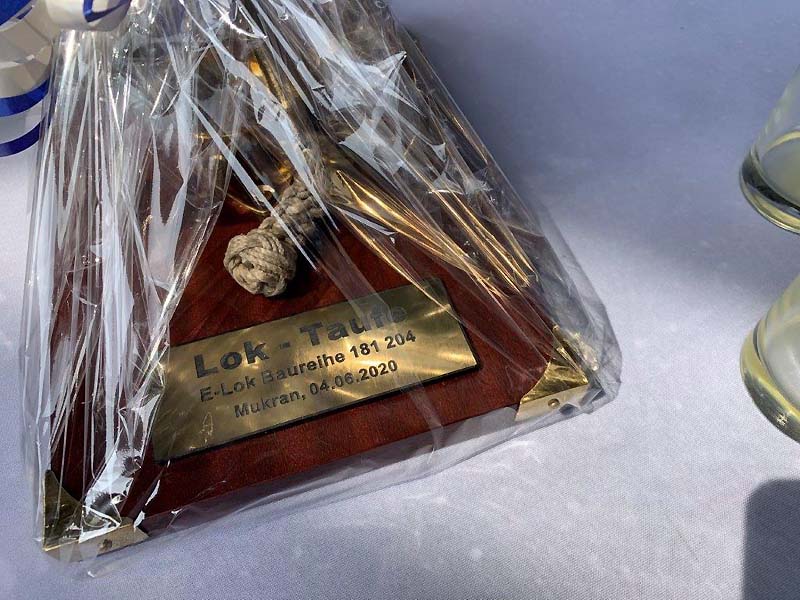 Lok - Taufe
E-Lok Baureihe 181 204
Mukran, 04.06.2020